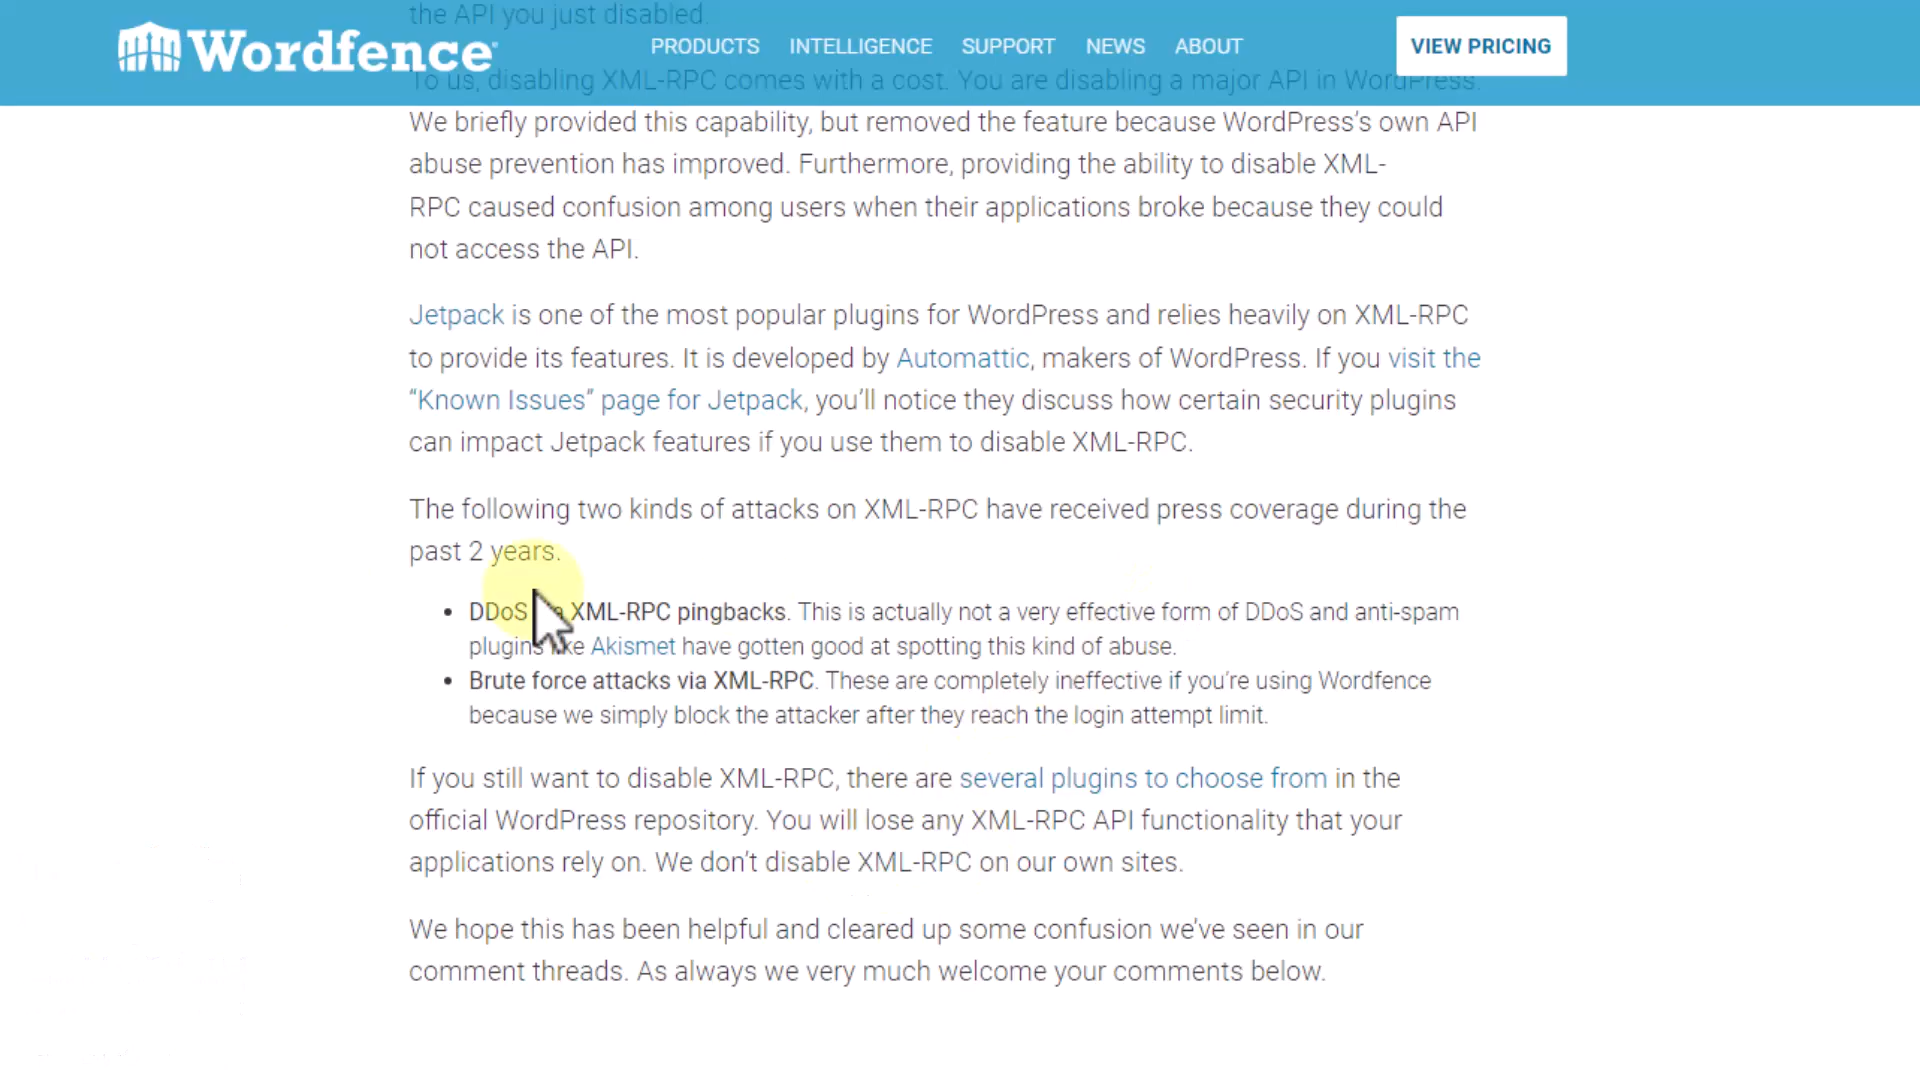 the API you just disabled.
Wordfence
PRODUCTS INTELLIGENCE SUPPORT NEWS ABOUT VIEW PRICING
To us, disabling XML-RPC comes with a cost. You are disabling a major API in WordPress.
We briefly provided this capability, but removed the feature because WordPress's own API
abuse prevention has improved. Furthermore, providing the ability to disable XML-
RPC caused confusion among users when their applications broke because they could
not access the API.
Jetpack is one of the most popular plugins for WordPress and relies heavily on XML-RPC
to provide its features. It is developed by Automattic, makers of WordPress. If you visit the
“Known Issues” page for Jetpack, you’ll notice they discuss how certain security plugins
can impact Jetpack features if you use them to disable XML-RPC.
The following two kinds of attacks on XML-RPC have received press coverage during the
past 2 years.
• DDoS XML-RPC pingbacks. This is actually not a very effective form of DDoS and anti-spam
plugins like Akismet have gotten good at spotting this kind of abuse.
• Brute force attacks via XML-RPC. These are completely ineffective if you’re using Wordfence
because we simply block the attacker after they reach the login attempt limit.
If you still want to disable XML-RPC, there are several plugins to choose from in the
official WordPress repository. You will lose any XML-RPC API functionality that your
applications rely on. We don’t disable XML-RPC on our own sites.
We hope this has been helpful and cleared up some confusion we’ve seen in our
comment threads. As always we very much welcome your comments below.